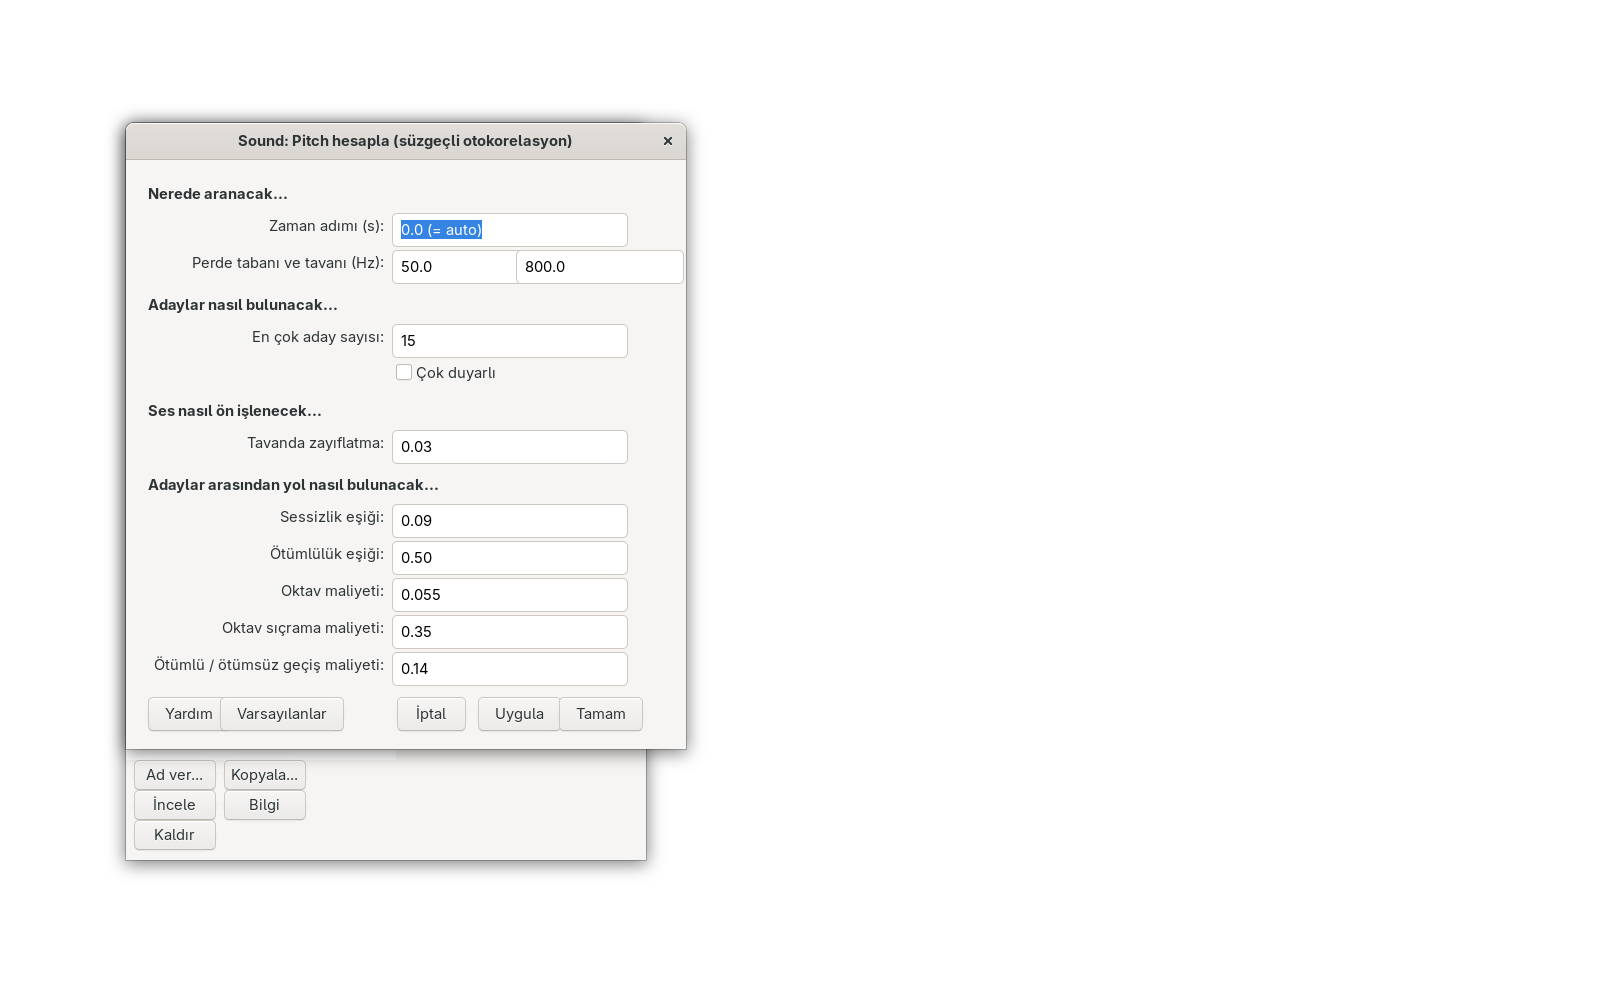 Sound: Pitch hesapla (süzgeçli otokorelasyon)
Nerede aranacak...
Zaman adımı (s): 0.0 (= auto)
Perde tabanı ve tavanı (Hz): 50.0 800.0
Adaylar nasıl bulunacak...
En çok aday sayısı: 15
Çok duyarlı
Ses nasıl ön işlenecek...
Tavanda zayıflatma: 0.03
Adaylar arasından yol nasıl bulunacak...
Sessizlik eşiği: 0.09
Ötümlülük eşiği: 0.50
Oktav maliyeti: 0.055
Oktav sıçrama maliyeti: 0.35
Ötümlü / ötümsüz geçiş maliyeti: 0.14
Yardım Varsayılanlar İptal Uygula Tamam
Ad ver... Kopyala...
İncele Bilgi
Kaldır